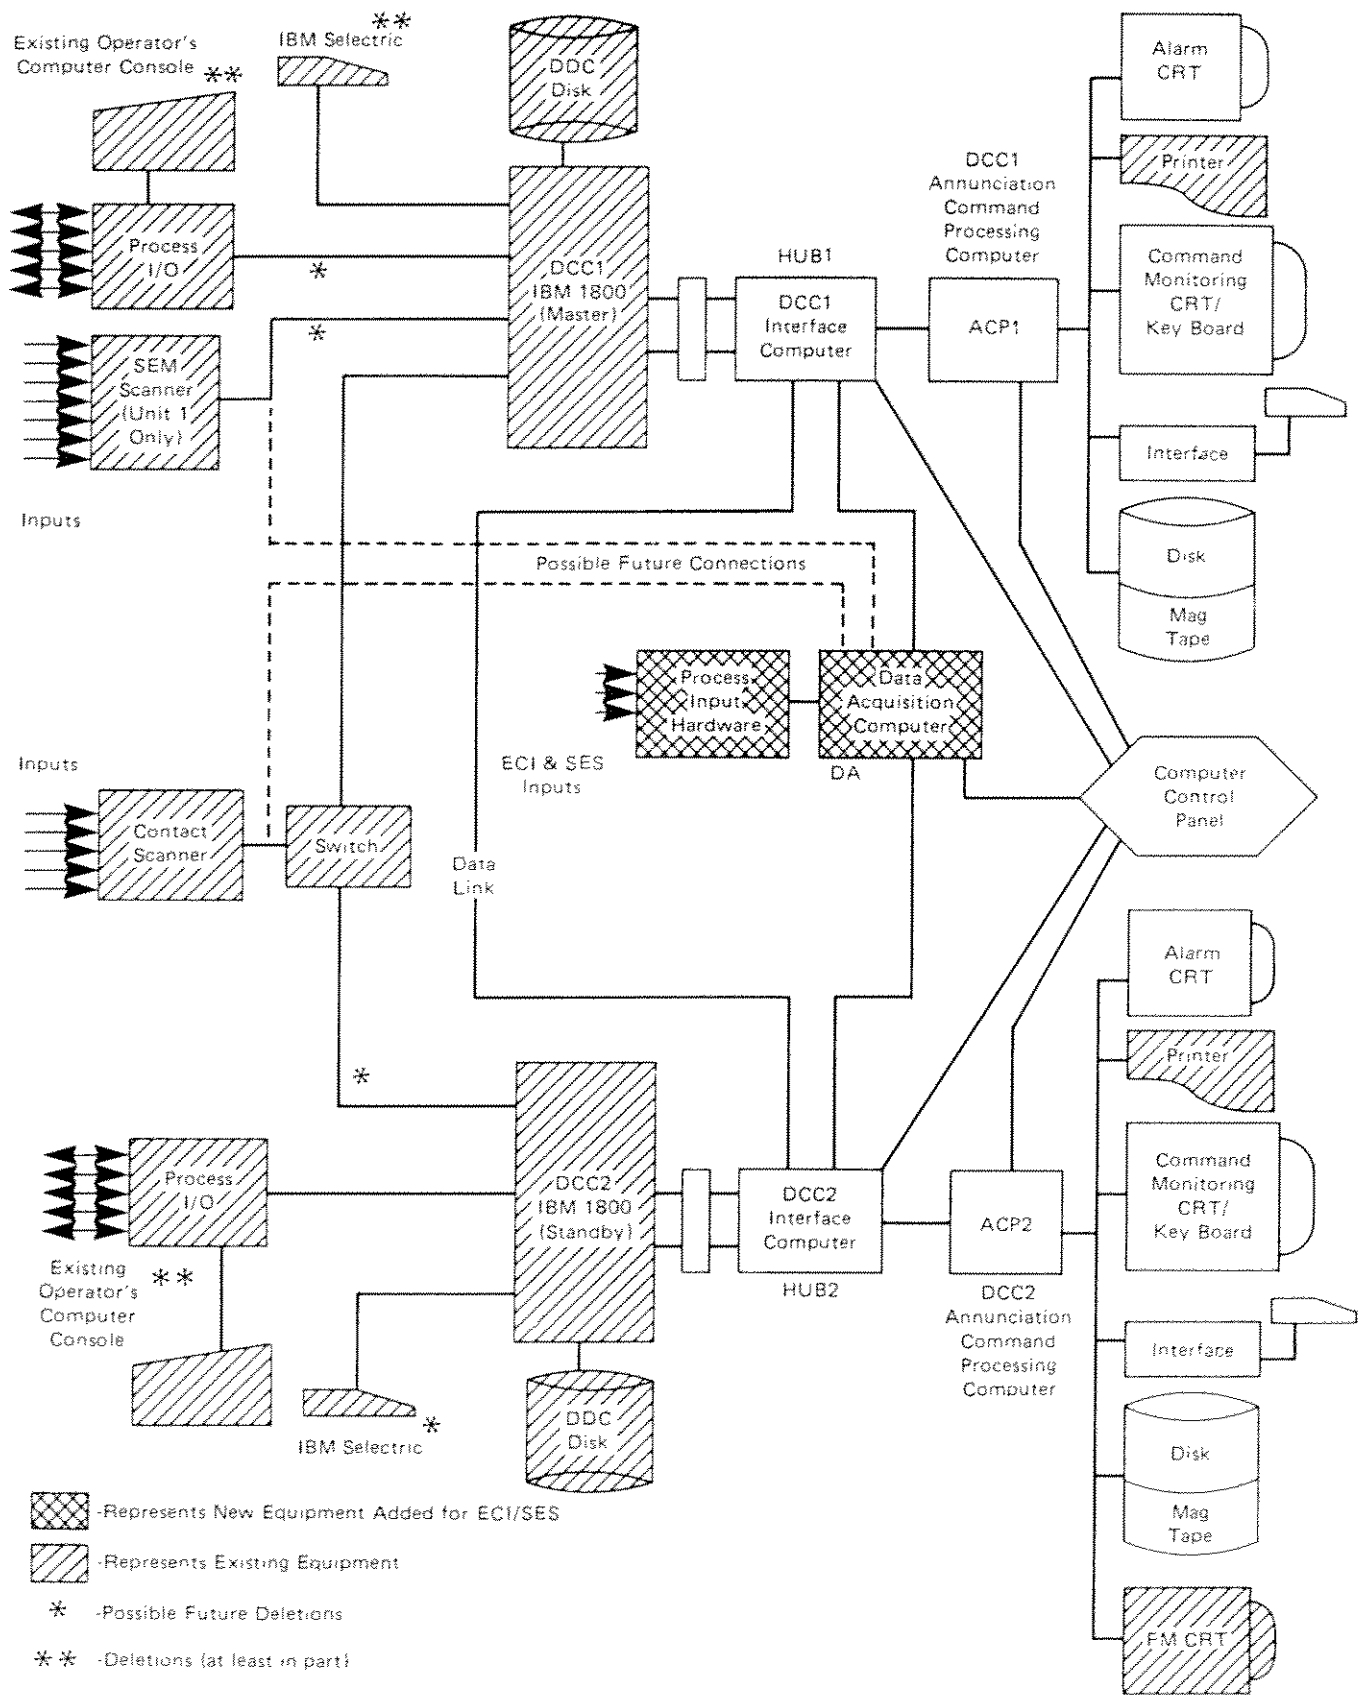 Existing Operator's
Computer Console
**
IBM Selectric
**
DDC
Disk
Process
I/O
*
DCC1
IBM 1800
(Master)
*
SEM
Scanner
(Unit 1
Only)
Inputs
HUB1
DCC1
Interface
Computer
DCC1
Annunciation
Command
Processing
Computer
ACP1
Alarm
CRT
Printer
Command
Monitoring
CRT/
Key Board
Interface
Disk
Mag
Tape
Possible Future Connections
Process
Input
Hardware
Data
Acquisition
Computer
DA
ECI & SES
Inputs
Computer
Control
Panel
Inputs
Contact
Scanner
Switch
Data
Link
*
Process
I/O
Existing
Operator's
Computer
Console
**
DCC2
IBM 1800
(Standby)
IBM Selectric
*
DDC
Disk
DCC2
Interface
Computer
HUB2
ACP2
DCC2
Annunciation
Command
Processing
Computer
Alarm
CRT
Printer
Command
Monitoring
CRT/
Key Board
Interface
Disk
Mag
Tape
FM CRT
-Represents New Equipment Added for ECI/SES
-Represents Existing Equipment
* -Possible Future Deletions
** -Deletions (at least in part)